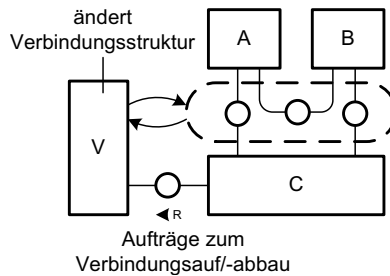 ändert
Verbindungsstruktur
A
B
V
C
R
Aufträge zum
Verbindungsauf/-abbau